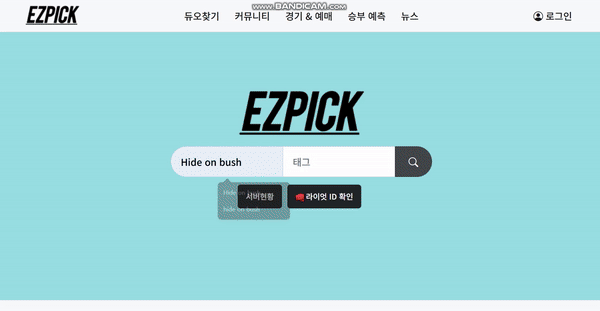 EZPICK
듀오찾기 커뮤니티 경기 & 예매 승부 예측 뉴스 로그인
www.BANDICAM.com
EZPICK
Hide on bush 태그
Hide on bush
서버현황 라이엇 ID 확인
hide on bush